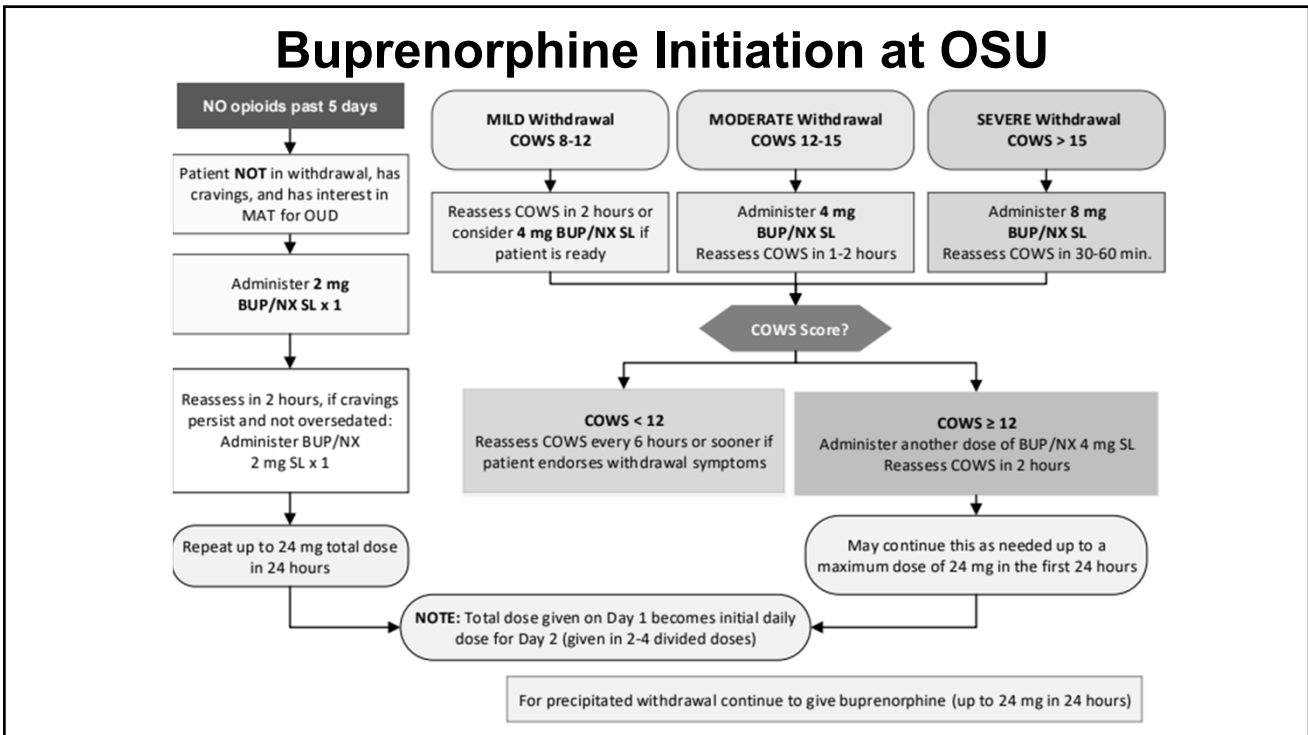 Buprenorphine Initiation at OSU
NO opioids past 5 days
Patient NOT in withdrawal, has
cravings, and has interest in
MAT for OUD
Administer 2 mg
BUP/NX SL x 1
Reassess in 2 hours, if cravings
persist and not oversedated:
Administer BUP/NX
2 mg SL x 1
Repeat up to 24 mg total dose
in 24 hours
MILD Withdrawal
COWS 8-12
Reassess COWS in 2 hours or
consider 4 mg BUP/NX SL if
patient is ready
MODERATE Withdrawal
COWS 12-15
Administer 4 mg
BUP/NX SL
Reassess COWS in 1-2 hours
SEVERE Withdrawal
COWS > 15
Administer 8 mg
BUP/NX SL
Reassess COWS in 30-60 min.
COWS Score?
COWS < 12
Reassess COWS every 6 hours or sooner if
patient endorses withdrawal symptoms
COWS ≥ 12
Administer another dose of BUP/NX 4 mg SL
Reassess COWS in 2 hours
May continue this as needed up to a
maximum dose of 24 mg in the first 24 hours
NOTE: Total dose given on Day 1 becomes initial daily
dose for Day 2 (given in 2-4 divided doses)
For precipitated withdrawal continue to give buprenorphine (up to 24 mg in 24 hours)